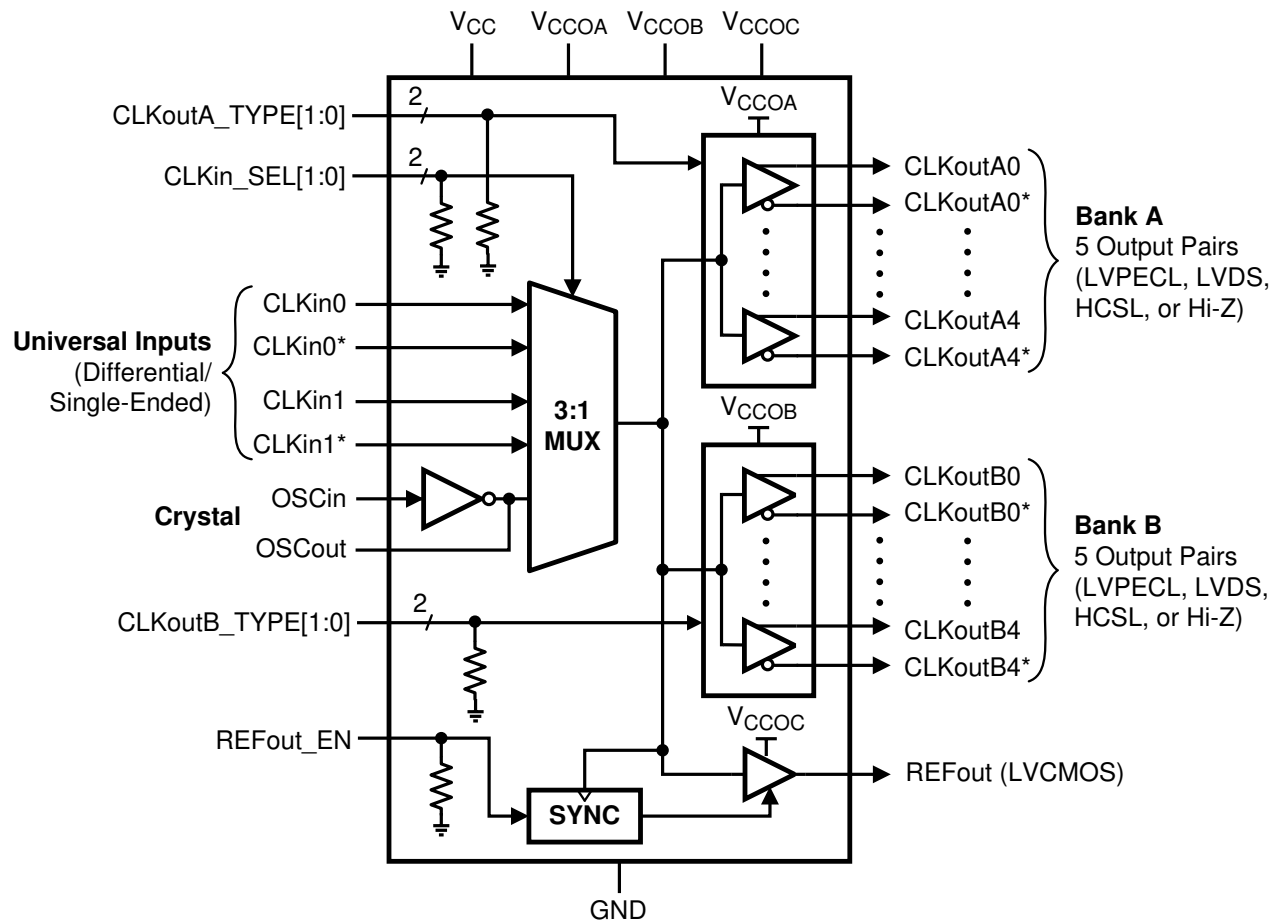 VCC
VCCOA
VCCOB
VCCOC
CLKoutA_TYPE[1:0]
2
VCCOA
CLKin_SEL[1:0]
2
CLKoutA0
CLKoutA0*
Bank A
5 Output Pairs
(LVPECL, LVDS,
HCSL, or Hi-Z)
CLKoutA4
CLKoutA4*
Universal Inputs
(Differential/
Single-Ended)
CLKin0
CLKin0*
CLKin1
CLKin1*
3:1
MUX
VCCOB
Crystal
OSCin
OSCout
CLKoutB0
CLKoutB0*
Bank B
5 Output Pairs
(LVPECL, LVDS,
HCSL, or Hi-Z)
CLKoutB4
CLKoutB4*
CLKoutB_TYPE[1:0]
2
REFout_EN
VCCOC
REFout (LVCMOS)
SYNC
GND